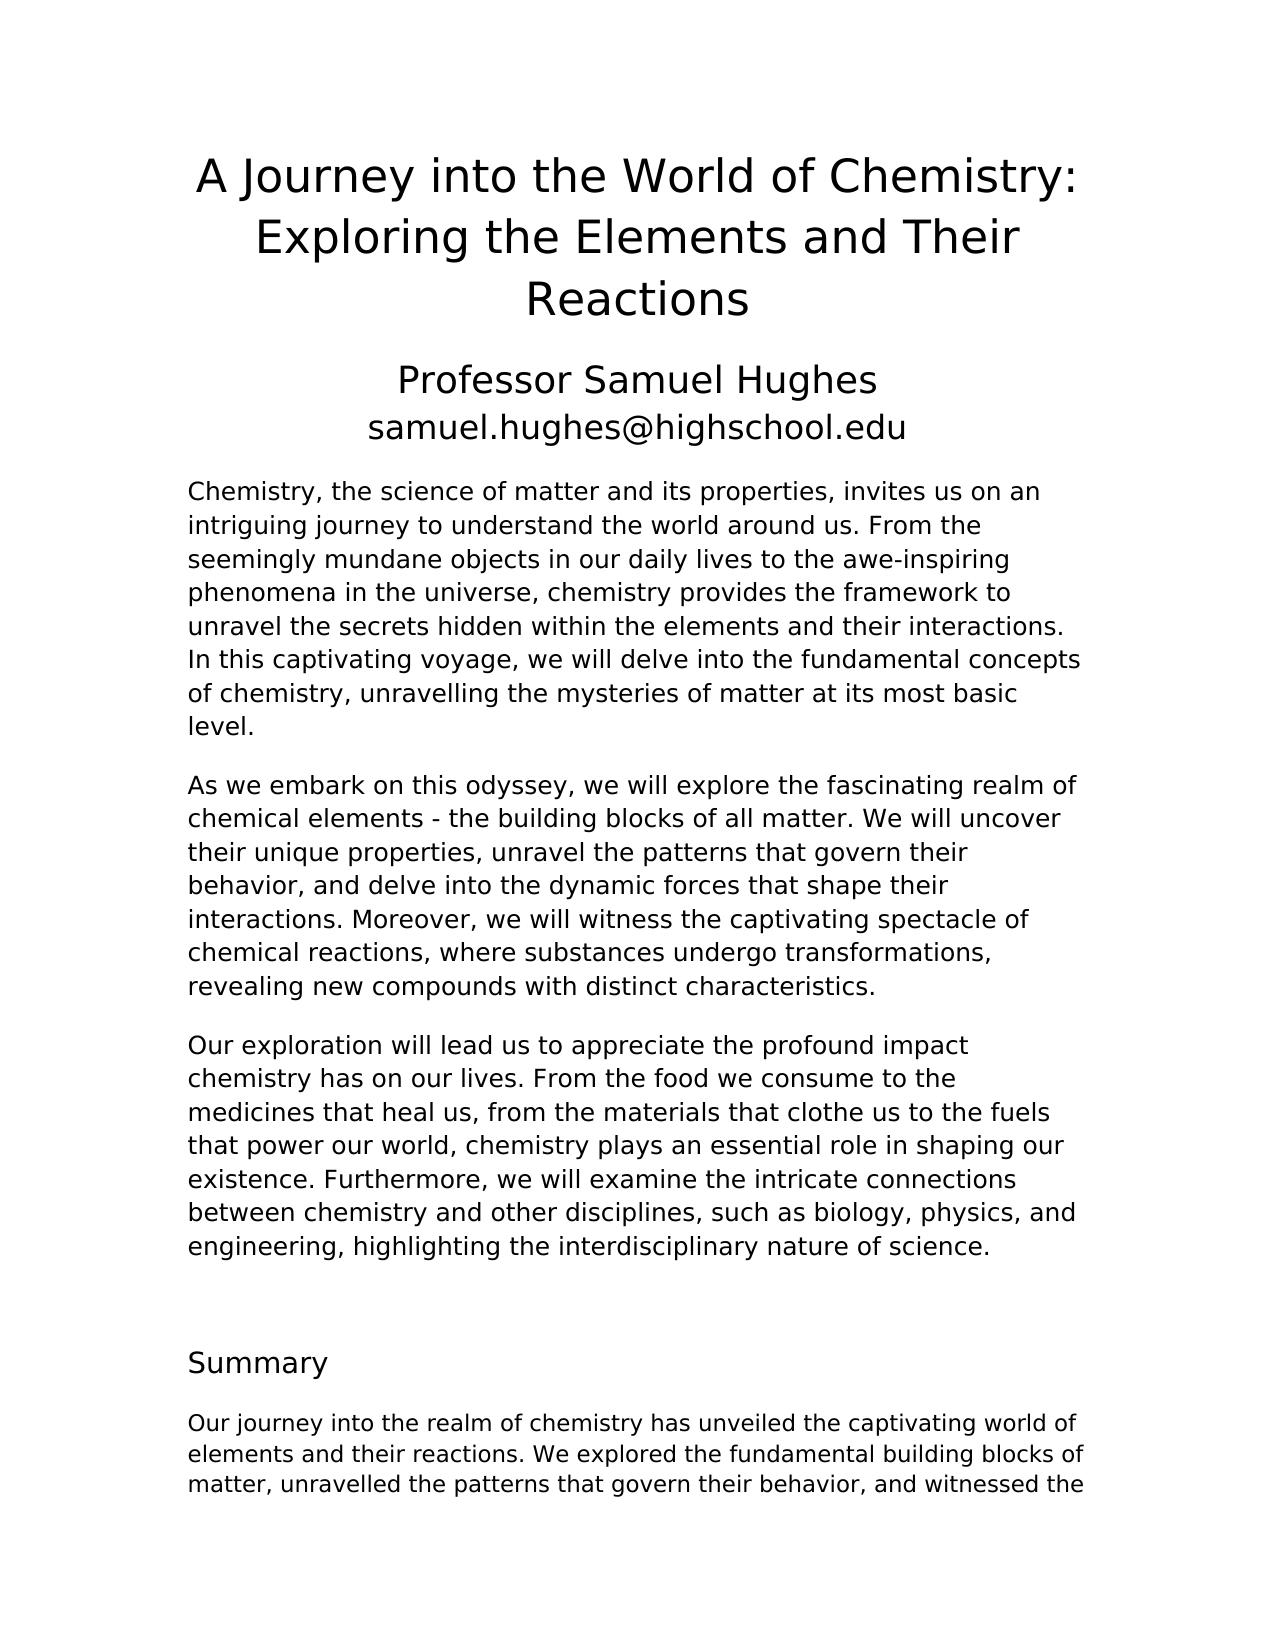 A Journey into the World of Chemistry:
Exploring the Elements and Their
Reactions
Professor Samuel Hughes
samuel.hughes@highschool.edu
Chemistry, the science of matter and its properties, invites us on an
intriguing journey to understand the world around us. From the
seemingly mundane objects in our daily lives to the awe-inspiring
phenomena in the universe, chemistry provides the framework to
unravel the secrets hidden within the elements and their interactions.
In this captivating voyage, we will delve into the fundamental concepts
of chemistry, unravelling the mysteries of matter at its most basic
level.
As we embark on this odyssey, we will explore the fascinating realm of
chemical elements - the building blocks of all matter. We will uncover
their unique properties, unravel the patterns that govern their
behavior, and delve into the dynamic forces that shape their
interactions. Moreover, we will witness the captivating spectacle of
chemical reactions, where substances undergo transformations,
revealing new compounds with distinct characteristics.
Our exploration will lead us to appreciate the profound impact
chemistry has on our lives. From the food we consume to the
medicines that heal us, from the materials that clothe us to the fuels
that power our world, chemistry plays an essential role in shaping our
existence. Furthermore, we will examine the intricate connections
between chemistry and other disciplines, such as biology, physics, and
engineering, highlighting the interdisciplinary nature of science.
Summary
Our journey into the realm of chemistry has unveiled the captivating world of
elements and their reactions. We explored the fundamental building blocks of
matter, unravelled the patterns that govern their behavior, and witnessed the